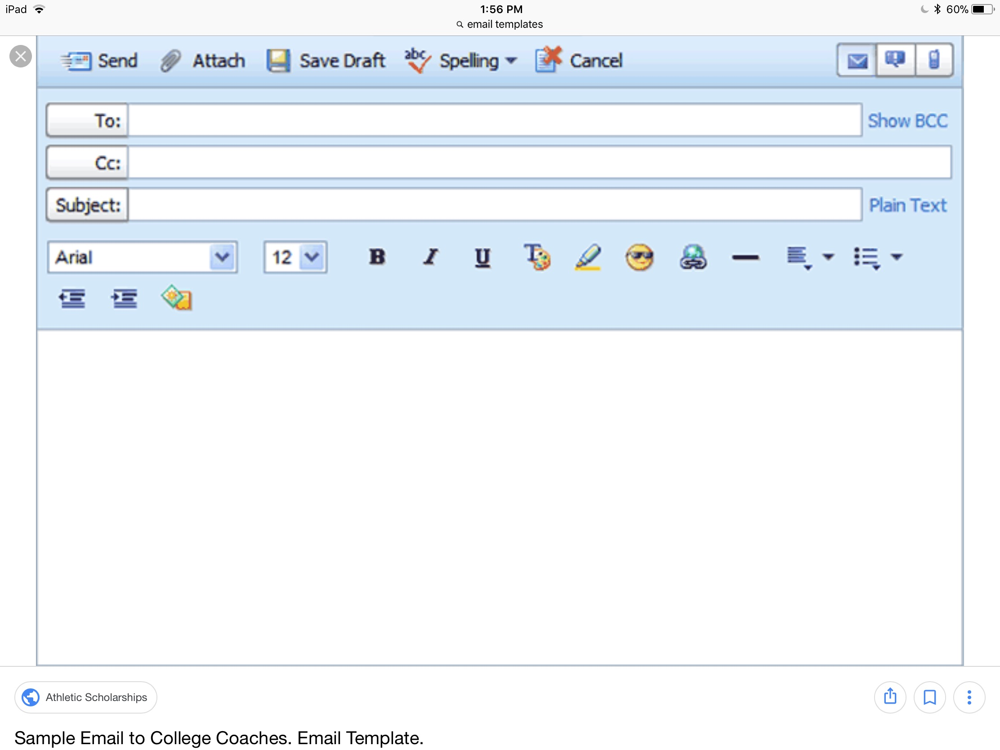 iPad 1:56 PM 60%
email templates
Send Attach Save Draft abc Spelling Cancel
To: Show BCC
Cc:
Subject: Plain Text
Arial 12 B I U T
Athletic Scholarships
Sample Email to College Coaches. Email Template.